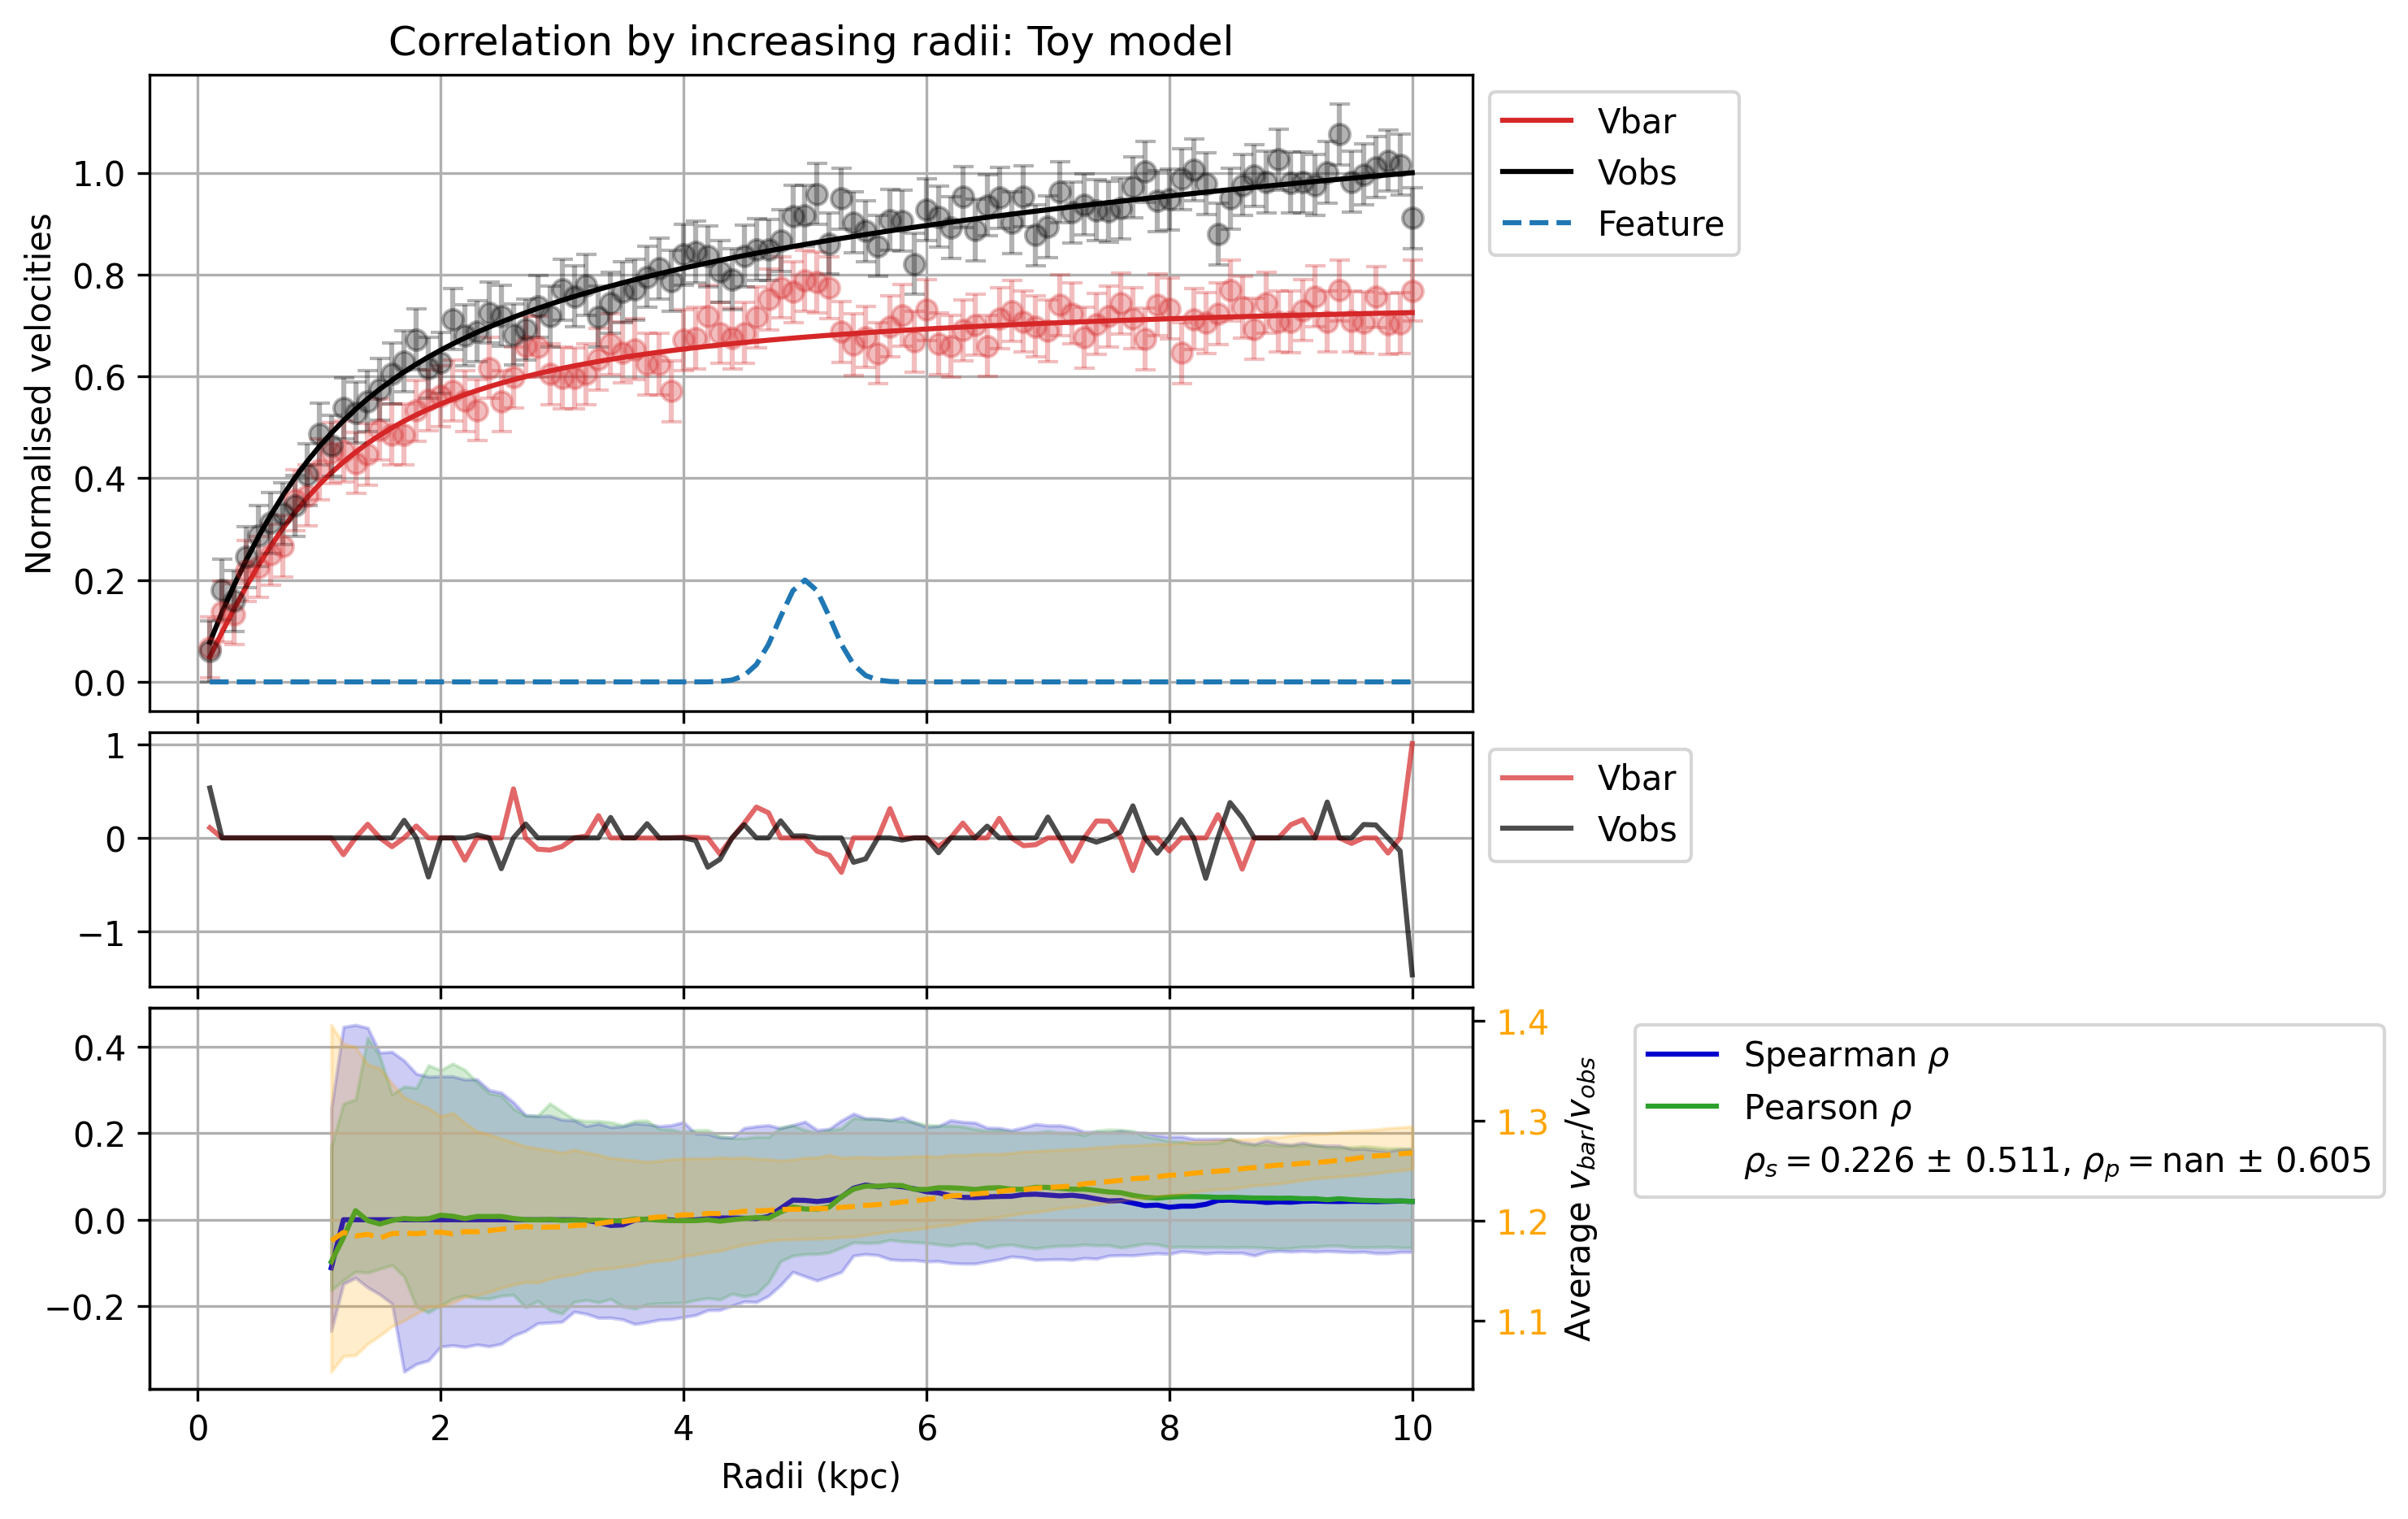 Correlation by increasing radii: Toy model
Normalised velocities
1.0
0.8
0.6
0.4
0.2
0.0
Vbar
Vobs
Feature
1
0
−1
Vbar
Vobs
0.4
0.2
0.0
−0.2
1.4
1.3
1.2
1.1
Average v_bar/v_obs
Spearman ρ
Pearson ρ
ρ_s = 0.226 ± 0.511, ρ_p = nan ± 0.605
0 2 4 6 8 10
Radii (kpc)